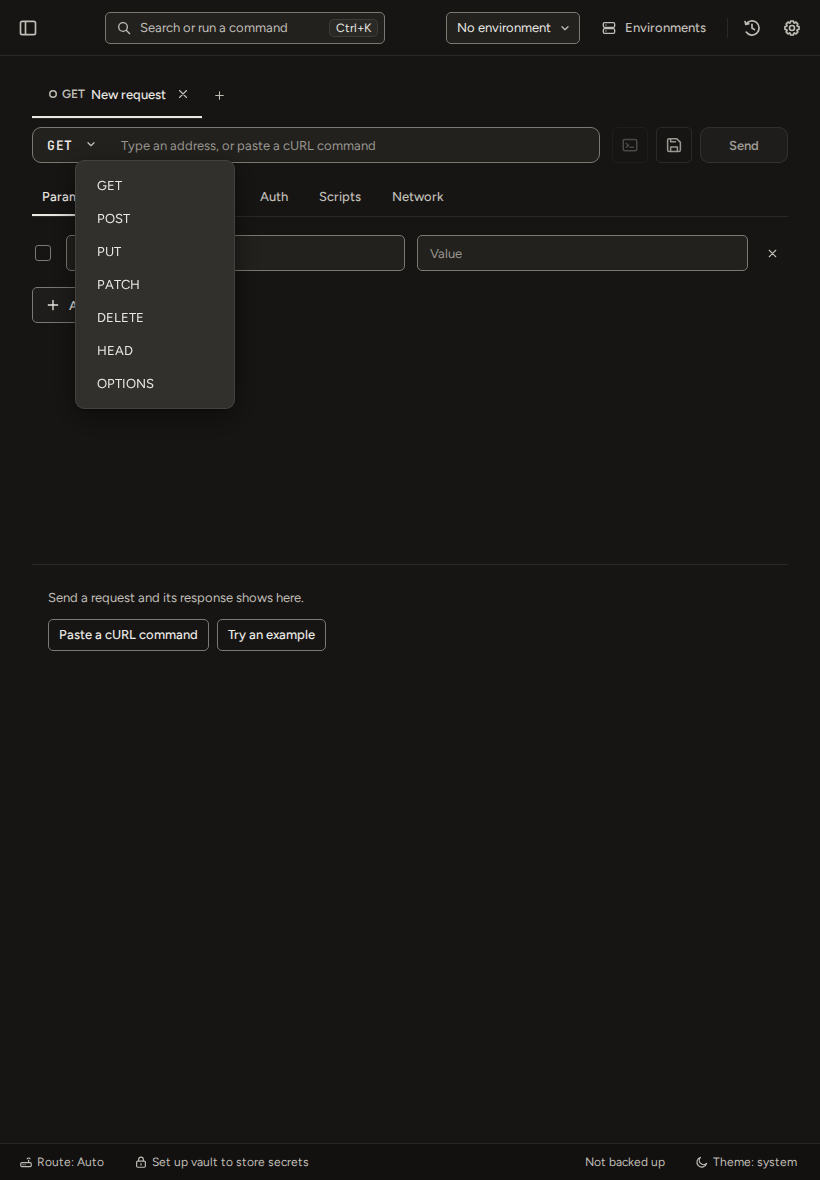 Search or run a command Ctrl+K No environment Environments
GET New request
GET Type an address, or paste a cURL command Send
Auth Scripts Network
GET
POST
PUT
PATCH
DELETE
HEAD
OPTIONS
Value
Send a request and its response shows here.
Paste a cURL command Try an example
Route: Auto Set up vault to store secrets Not backed up Theme: system